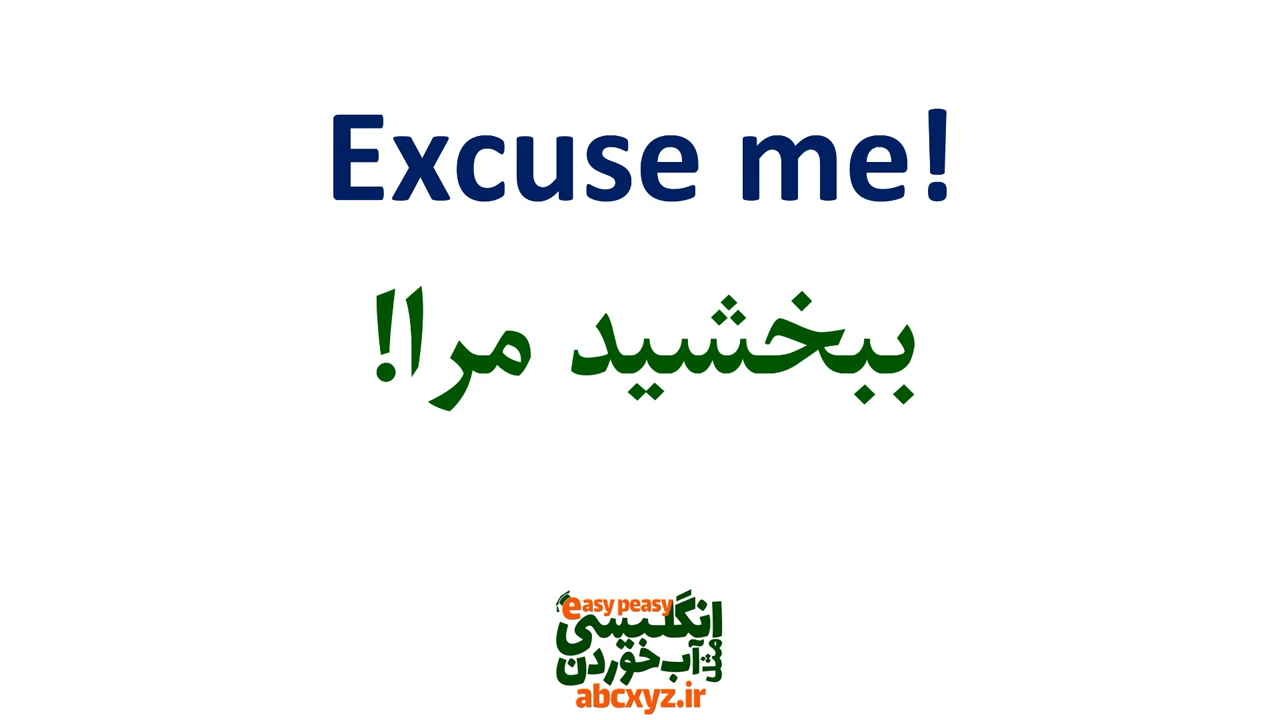 Excuse me!
ببخشید مرا!
easy peasy
انگلیسی
مثل آب خوردن
abcxyz.ir